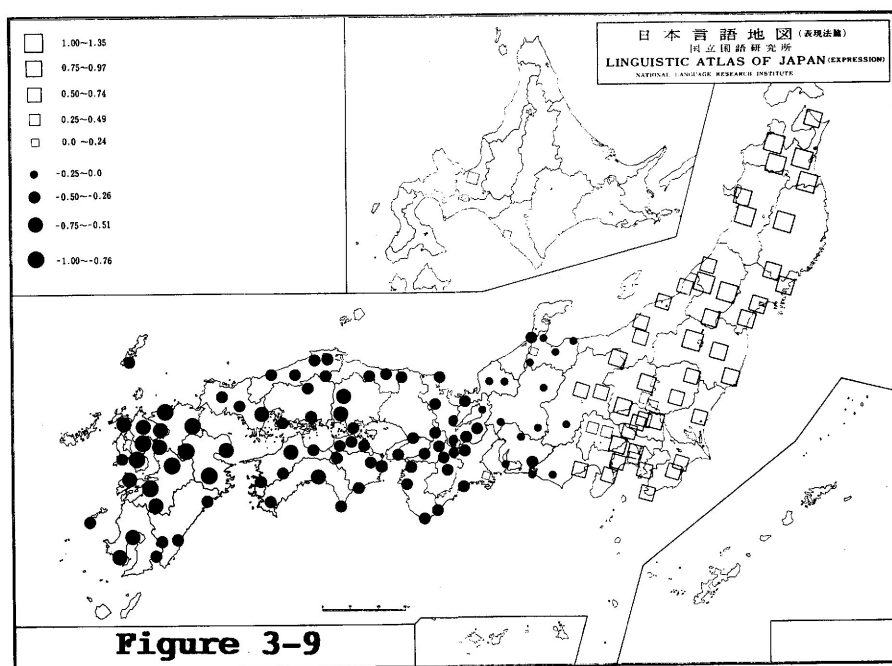 1.00~1.35
0.75~0.97
0.50~0.74
0.25~0.49
0.0 ~0.24
-0.25~0.0
-0.50~-0.26
-0.75~-0.51
-1.00~-0.76
日本言語地図(表現法篇)
国立国語研究所
LINGUISTIC ATLAS OF JAPAN (EXPRESSION)
NATIONAL LANGUAGE RESEARCH INSTITUTE
Figure 3-9